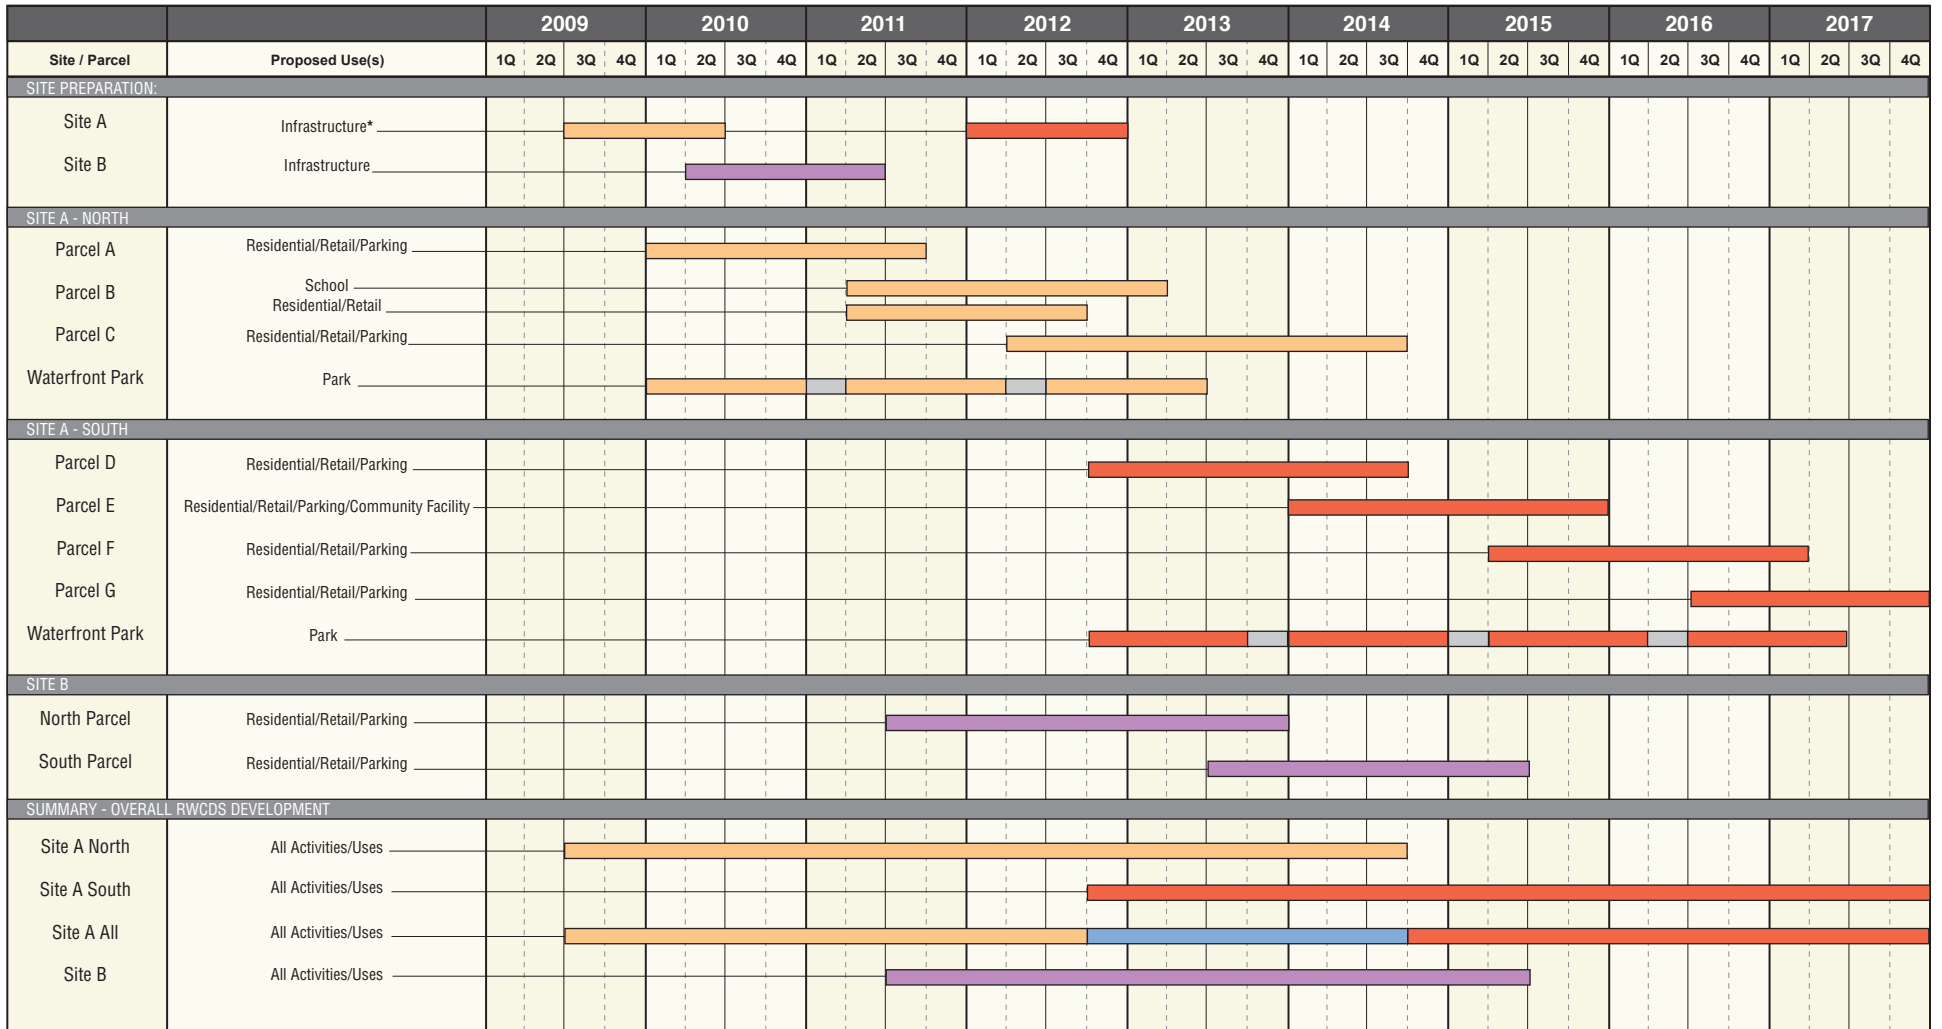 2009 2010 2011 2012 2013 2014 2015 2016 2017
Site / Parcel Proposed Use(s) 1Q 2Q 3Q 4Q 1Q 2Q 3Q 4Q 1Q 2Q 3Q 4Q 1Q 2Q 3Q 4Q 1Q 2Q 3Q 4Q 1Q 2Q 3Q 4Q 1Q 2Q 3Q 4Q 1Q 2Q 3Q 4Q 1Q 2Q 3Q 4Q
SITE PREPARATION:
Site A Infrastructure*
Site B Infrastructure
SITE A - NORTH
Parcel A Residential/Retail/Parking
Parcel B School
Residential/Retail
Parcel C Residential/Retail/Parking
Waterfront Park Park
SITE A - SOUTH
Parcel D Residential/Retail/Parking
Parcel E Residential/Retail/Parking/Community Facility
Parcel F Residential/Retail/Parking
Parcel G Residential/Retail/Parking
Waterfront Park Park
SITE B
North Parcel Residential/Retail/Parking
South Parcel Residential/Retail/Parking
SUMMARY - OVERALL RWCDS DEVELOPMENT
Site A North All Activities/Uses
Site A South All Activities/Uses
Site A All All Activities/Uses
Site B All Activities/Uses